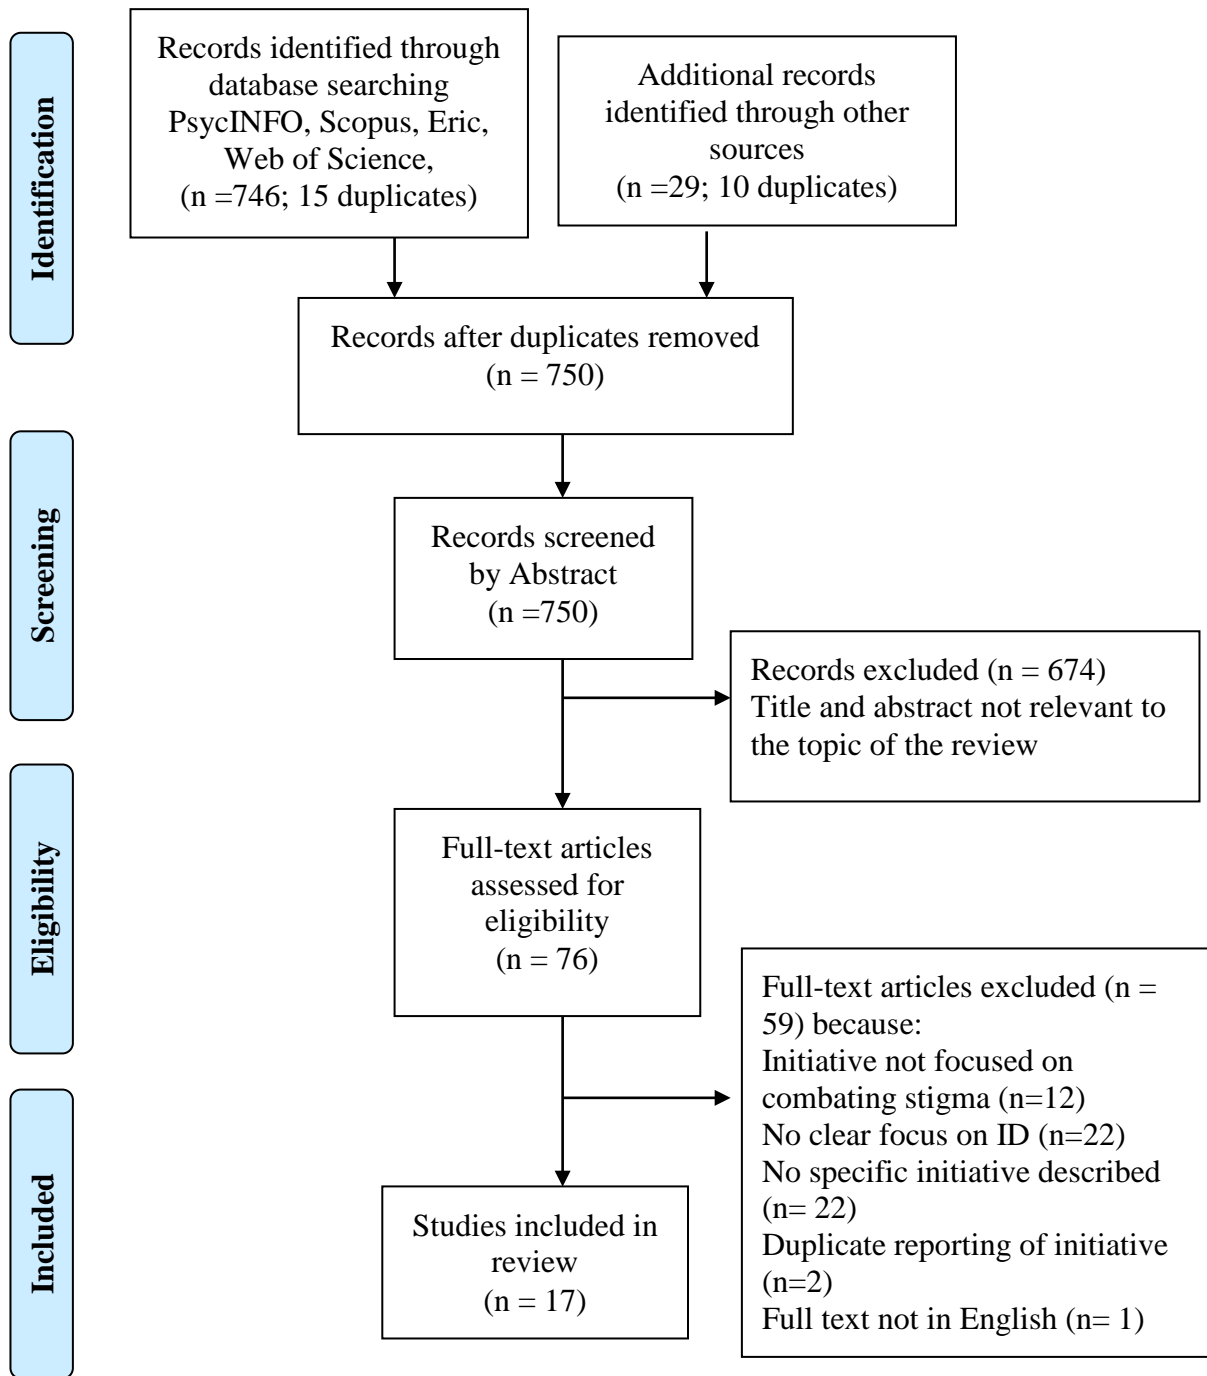 Identification
Records identified through
database searching
PsycINFO, Scopus, Eric,
Web of Science,
(n =746; 15 duplicates)
Additional records
identified through other
sources
(n =29; 10 duplicates)
Records after duplicates removed
(n = 750)
Screening
Records screened
by Abstract
(n =750)
Records excluded (n = 674)
Title and abstract not relevant to
the topic of the review
Eligibility
Full-text articles
assessed for
eligibility
(n = 76)
Full-text articles excluded (n =
59) because:
Initiative not focused on
combating stigma (n=12)
No clear focus on ID (n=22)
No specific initiative described
(n= 22)
Duplicate reporting of initiative
(n=2)
Full text not in English (n= 1)
Included
Studies included in
review
(n = 17)